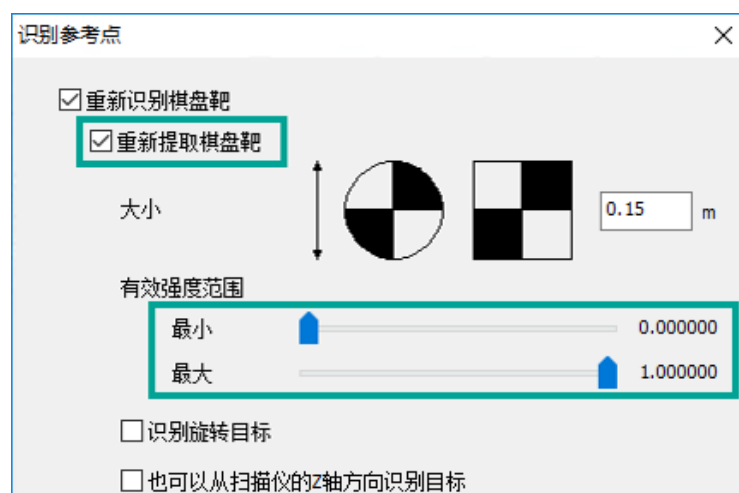 识别参考点
重新识别棋盘靶
重新提取棋盘靶
大小
0.15 m
有效强度范围
最小 0.000000
最大 1.000000
识别旋转目标
也可以从扫描仪的Z轴方向识别目标